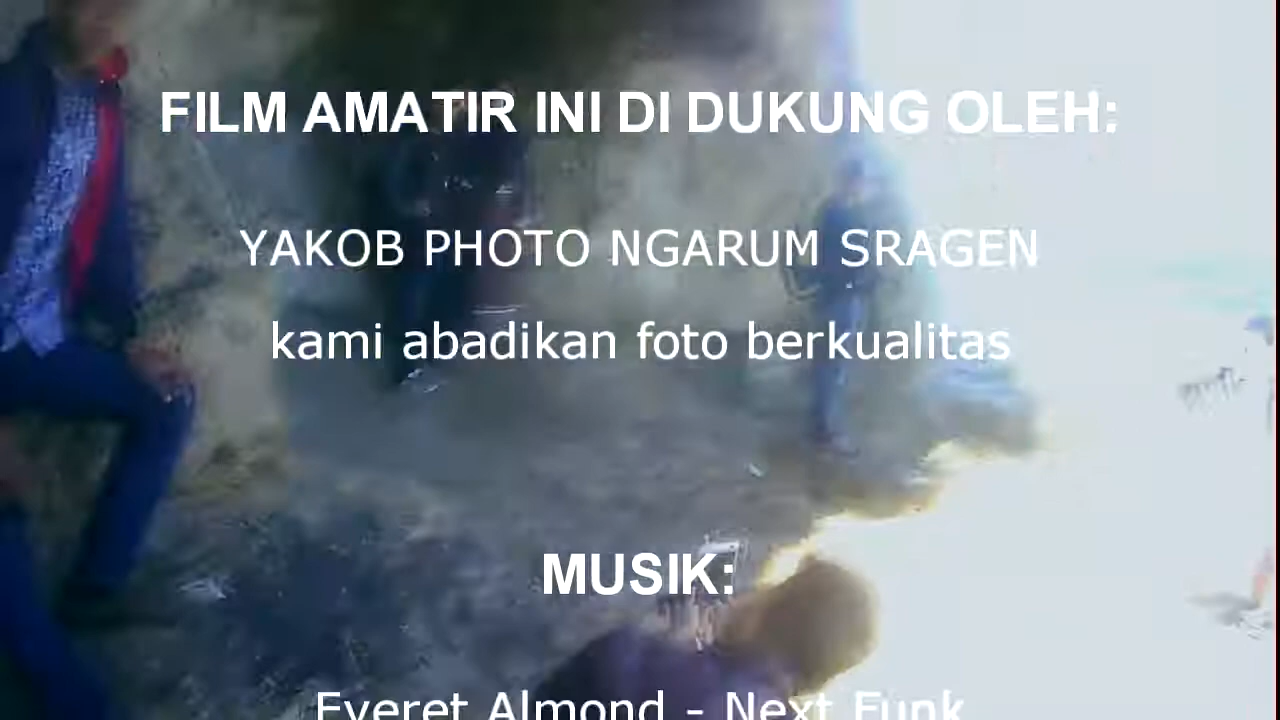 FILM AMATIR INI DI DUKUNG OLEH:
YAKOB PHOTO NGARUM SRAGEN
kami abadikan foto berkualitas
MUSIK:
Everet Almond - Next Funk